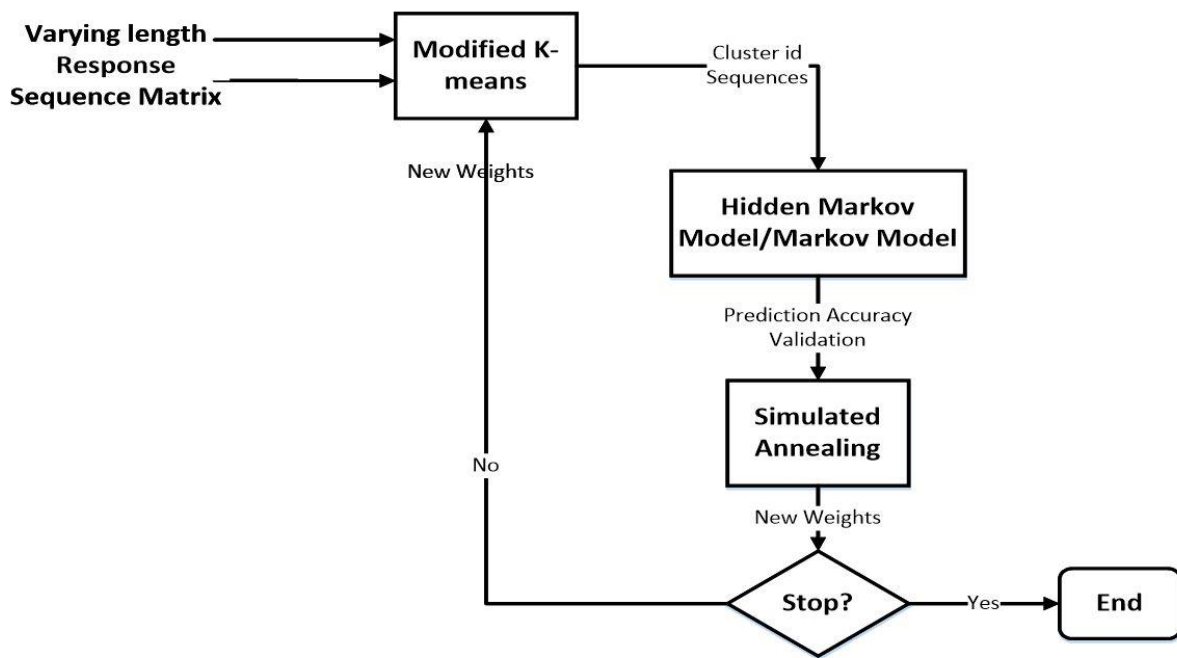 Varying length
Response
Sequence Matrix
Modified K-
means
Cluster id
Sequences
New Weights
Hidden Markov
Model/Markov Model
Prediction Accuracy
Validation
Simulated
Annealing
No
New Weights
Stop?
Yes
End